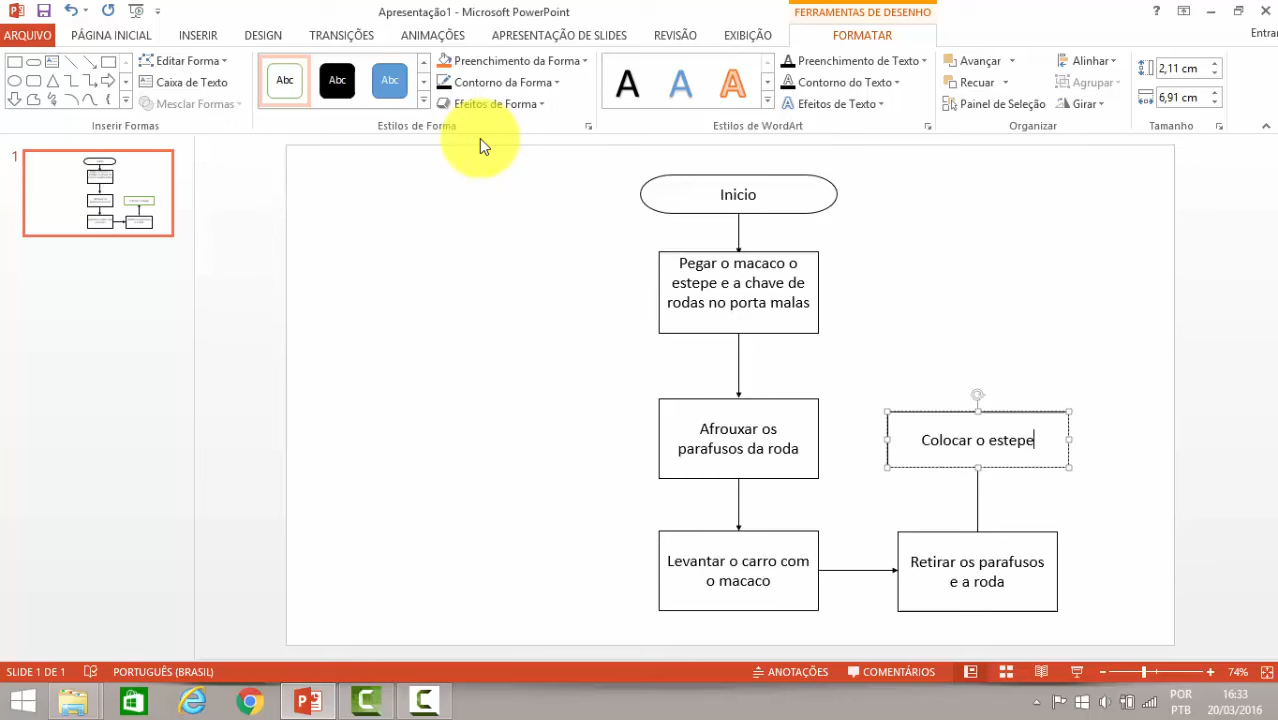 Apresentação1 - Microsoft PowerPoint
FERRAMENTAS DE DESENHO
?
ARQUIVO
PÁGINA INICIAL
INSERIR
DESIGN
TRANSIÇÕES
ANIMAÇÕES
APRESENTAÇÃO DE SLIDES
REVISÃO
EXIBIÇÃO
FORMATAR
Entrar
Editar Forma
Caixa de Texto
Mesclar Formas
Inserir Formas
Abc
Abc
Abc
Preenchimento da Forma
Contorno da Forma
Efeitos de Forma
Estilos de Forma
A
A
A
Preenchimento de Texto
Contorno do Texto
Efeitos de Texto
Estilos de WordArt
Avançar
Recuar
Painel de Seleção
Alinhar
Agrupar
Girar
Organizar
2,11 cm
6,91 cm
Tamanho
1
Inicio
Pegar o macaco o
estepe e a chave de
rodas no porta malas
Afrouxar os
parafusos da roda
Levantar o carro com
o macaco
Retirar os parafusos
e a roda
Colocar o estepe
SLIDE 1 DE 1
PORTUGUÊS (BRASIL)
ANOTAÇÕES
COMENTÁRIOS
74%
POR
PTB
16:33
20/03/2016